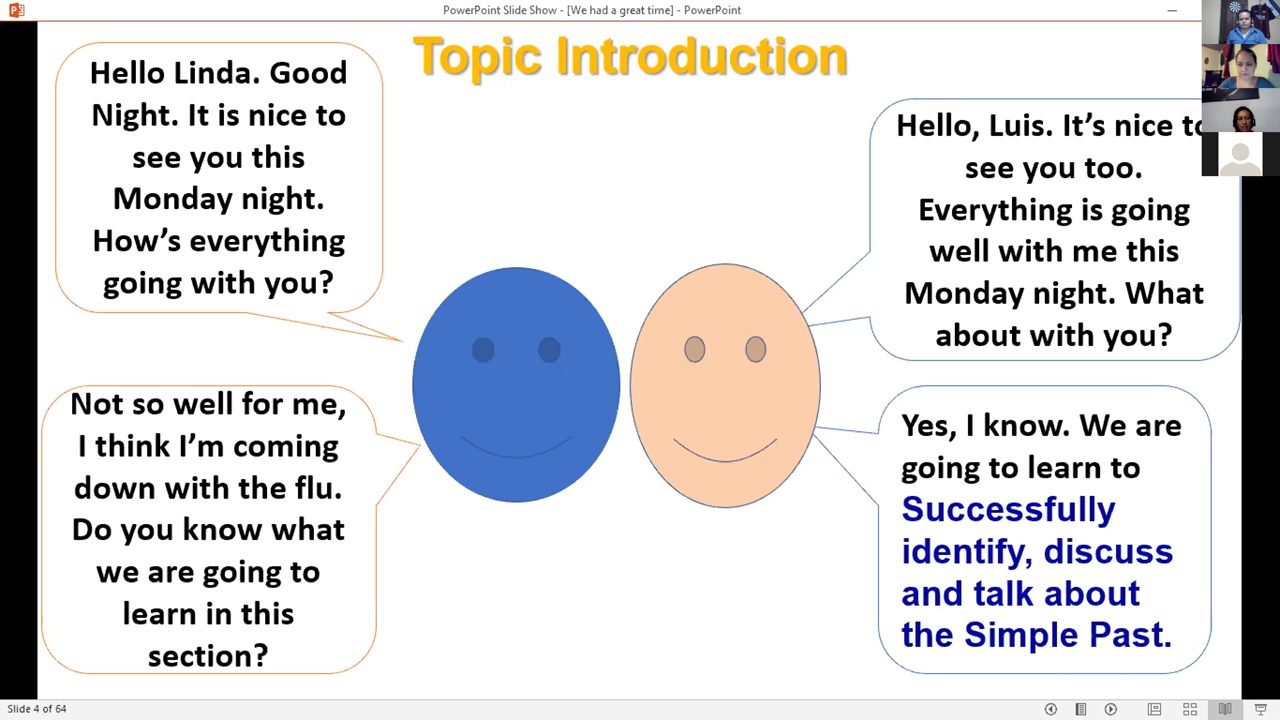 PowerPoint Slide Show - [We had a great time] - PowerPoint
Topic Introduction
Hello Linda. Good
Night. It is nice to
see you this
Monday night.
How’s everything
going with you?
Hello, Luis. It’s nice to
see you too.
Everything is going
well with me this
Monday night. What
about with you?
Not so well for me,
I think I’m coming
down with the flu.
Do you know what
we are going to
learn in this
section?
Yes, I know. We are
going to learn to
Successfully
identify, discuss
and talk about
the Simple Past.
Slide 4 of 64